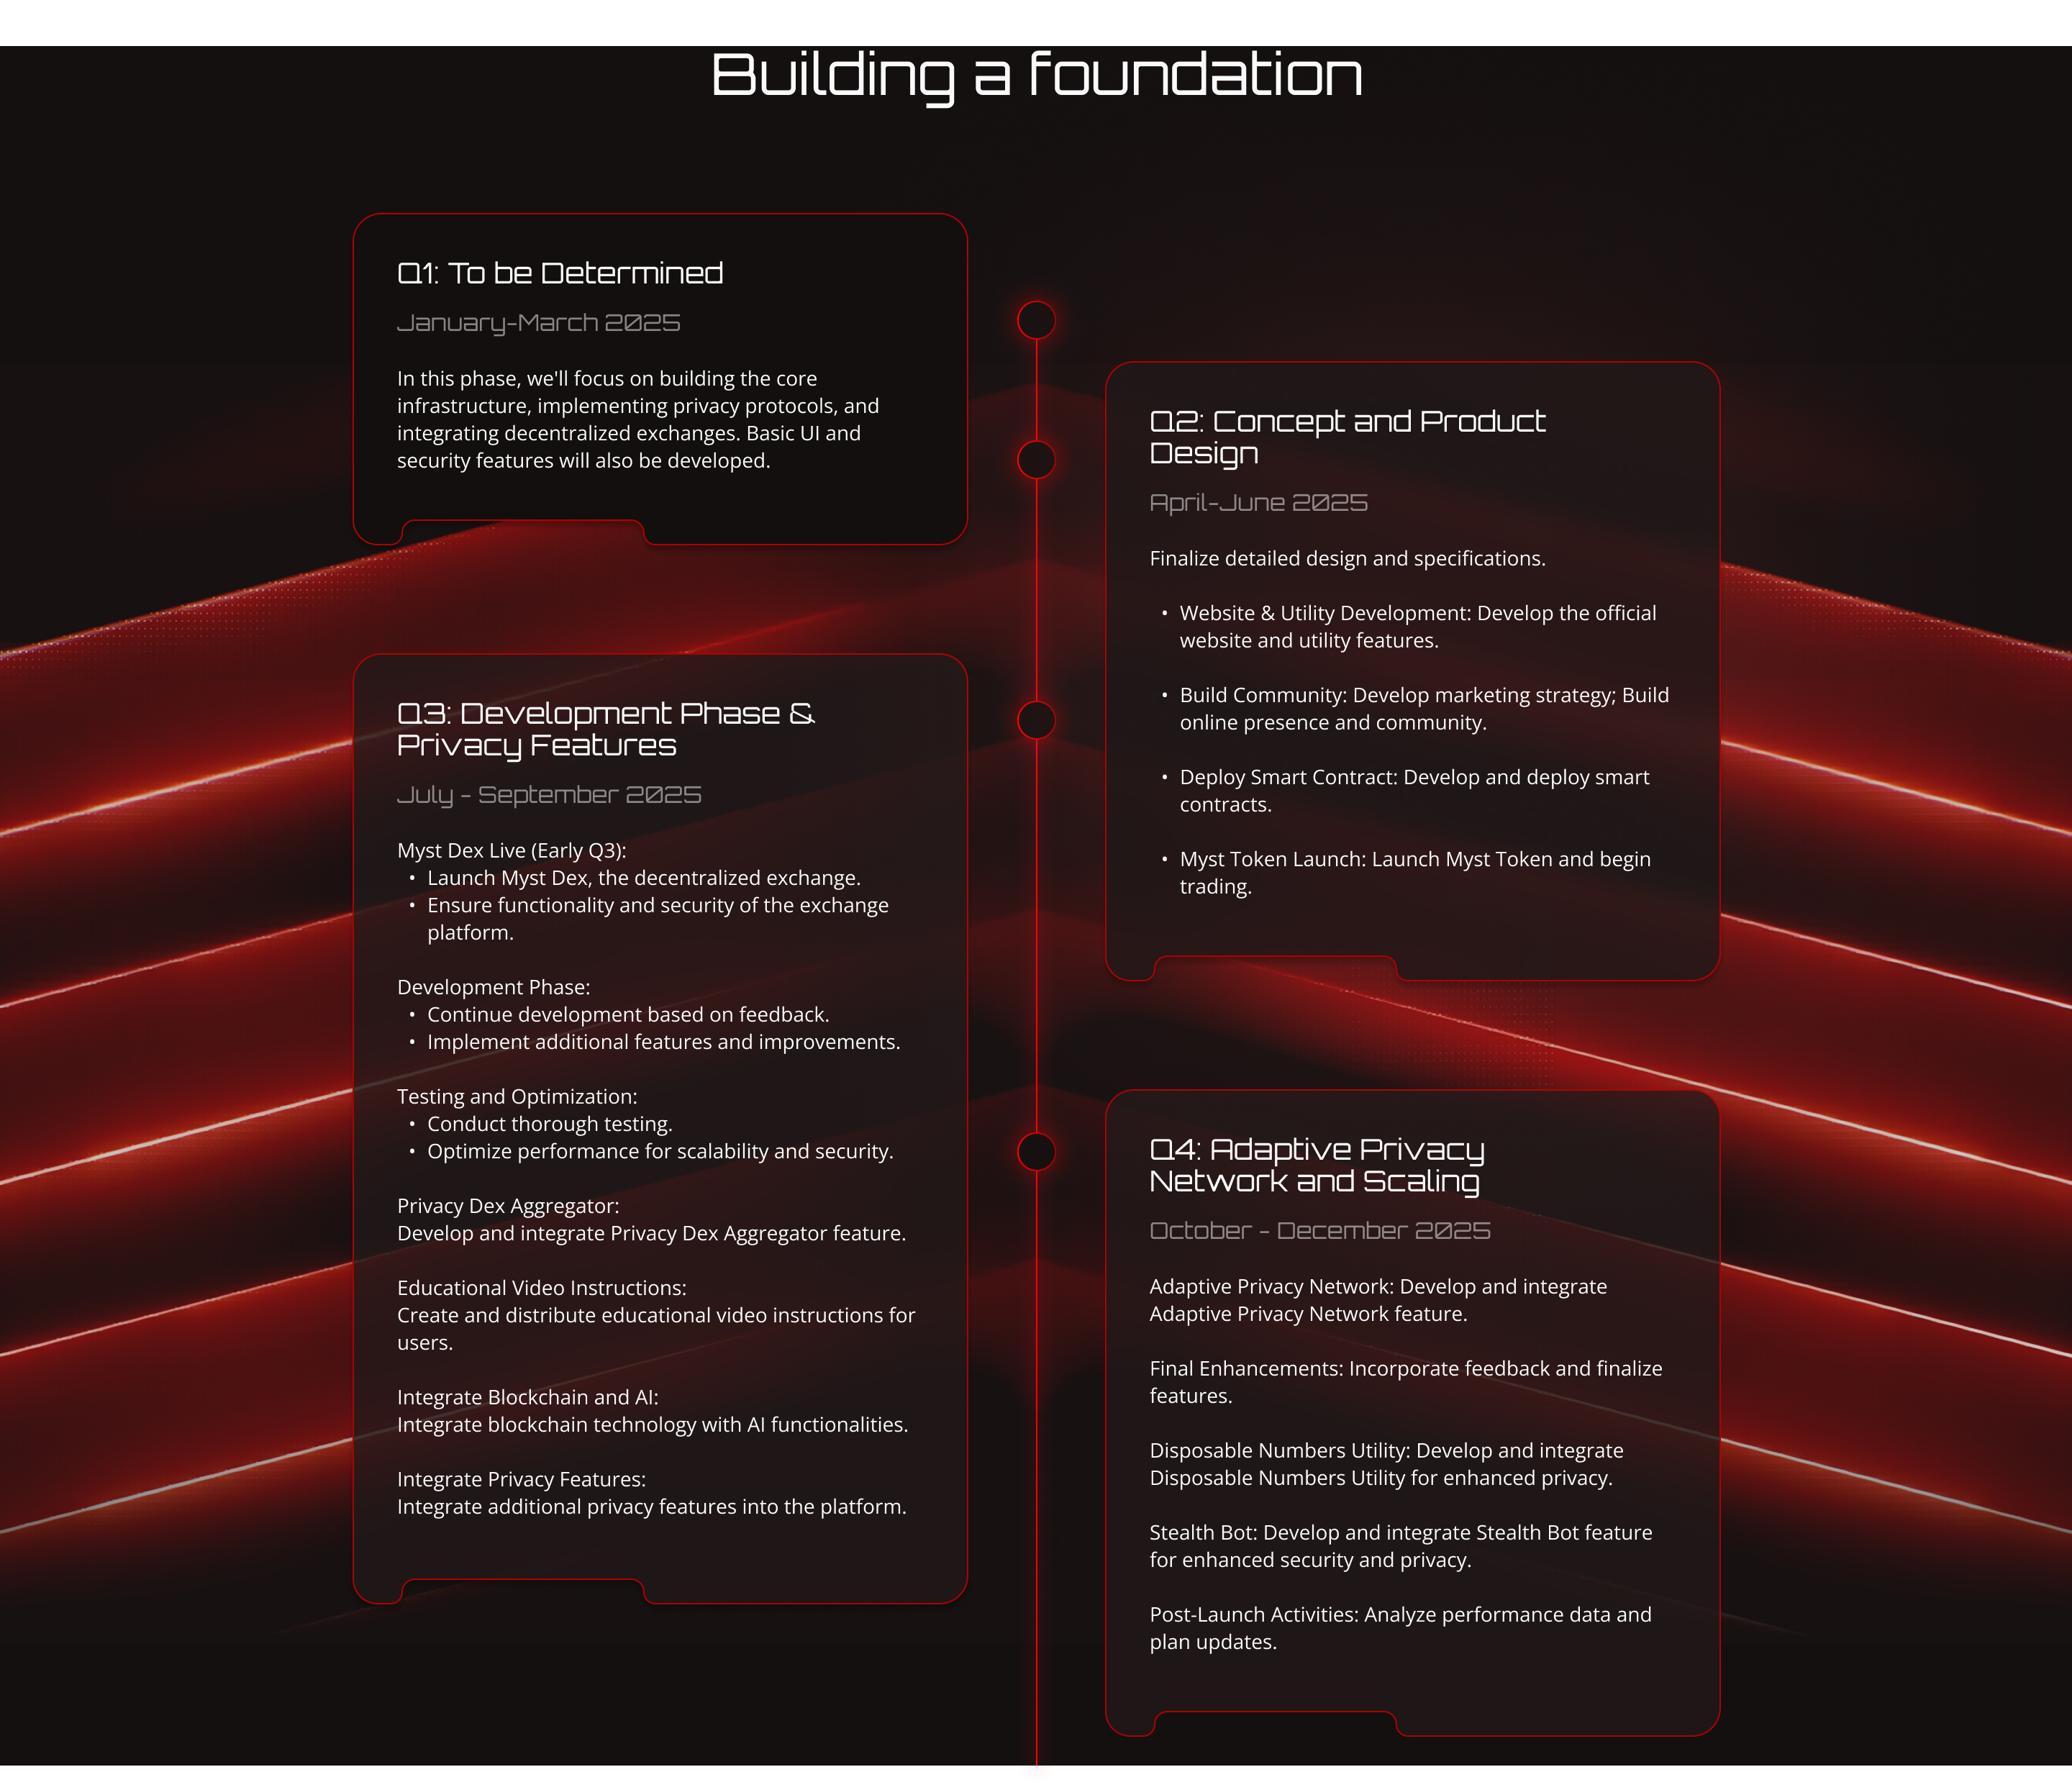 Building a foundation
Q1: To be Determined
January-March 2025
In this phase, we'll focus on building the core
infrastructure, implementing privacy protocols, and
integrating decentralized exchanges. Basic UI and
security features will also be developed.
Q2: Concept and Product
Design
April-June 2025
Finalize detailed design and specifications.
• Website & Utility Development: Develop the official
website and utility features.
• Build Community: Develop marketing strategy; Build
online presence and community.
• Deploy Smart Contract: Develop and deploy smart
contracts.
• Myst Token Launch: Launch Myst Token and begin
trading.
Q3: Development Phase &
Privacy Features
July - September 2025
Myst Dex Live (Early Q3):
• Launch Myst Dex, the decentralized exchange.
• Ensure functionality and security of the exchange
platform.
Development Phase:
• Continue development based on feedback.
• Implement additional features and improvements.
Testing and Optimization:
• Conduct thorough testing.
• Optimize performance for scalability and security.
Privacy Dex Aggregator:
Develop and integrate Privacy Dex Aggregator feature.
Educational Video Instructions:
Create and distribute educational video instructions for
users.
Integrate Blockchain and AI:
Integrate blockchain technology with AI functionalities.
Integrate Privacy Features:
Integrate additional privacy features into the platform.
Q4: Adaptive Privacy
Network and Scaling
October - December 2025
Adaptive Privacy Network: Develop and integrate
Adaptive Privacy Network feature.
Final Enhancements: Incorporate feedback and finalize
features.
Disposable Numbers Utility: Develop and integrate
Disposable Numbers Utility for enhanced privacy.
Stealth Bot: Develop and integrate Stealth Bot feature
for enhanced security and privacy.
Post-Launch Activities: Analyze performance data and
plan updates.